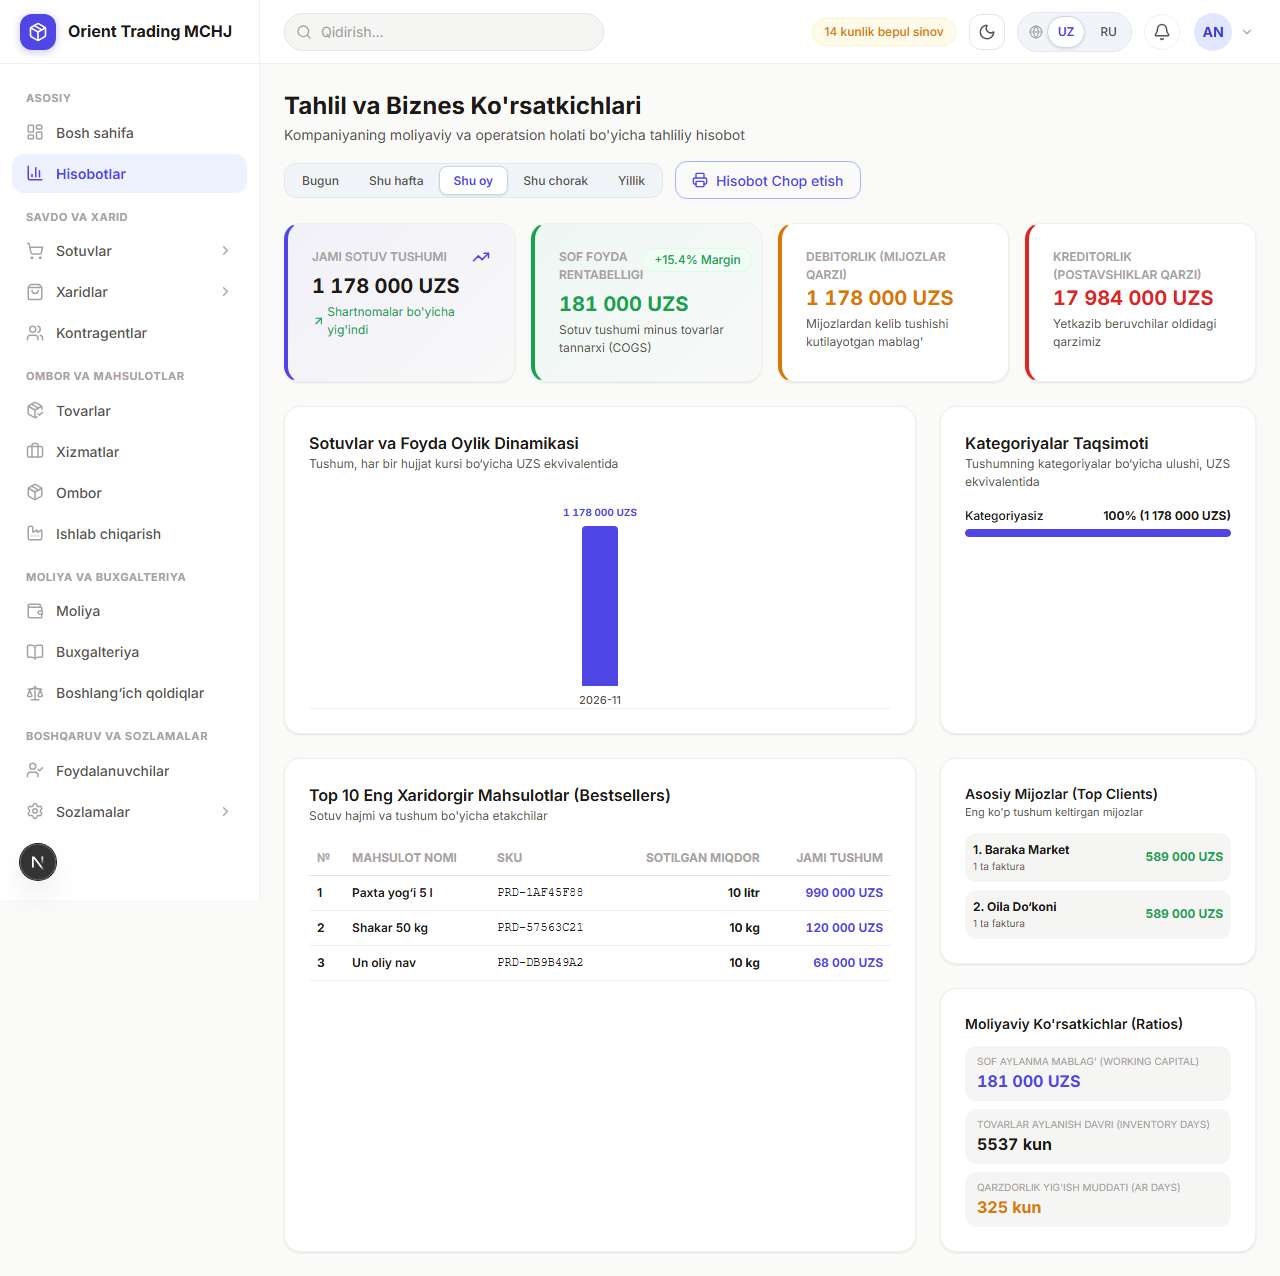 Orient Trading MCHJ
Qidirish...
14 kunlik bepul sinov
UZ
RU
AN
ASOSIY
Bosh sahifa
Hisobotlar
SAVDO VA XARID
Sotuvlar
Xaridlar
Kontragentlar
OMBOR VA MAHSULOTLAR
Tovarlar
Xizmatlar
Ombor
Ishlab chiqarish
MOLIYA VA BUXGALTERIYA
Moliya
Buxgalteriya
Boshlang‘ich qoldiqlar
BOSHQARUV VA SOZLAMALAR
Foydalanuvchilar
Sozlamalar
N
Tahlil va Biznes Ko'rsatkichlari
Kompaniyaning moliyaviy va operatsion holati bo'yicha tahliliy hisobot
Bugun
Shu hafta
Shu oy
Shu chorak
Yillik
Hisobot Chop etish
JAMI SOTUV TUSHUMI
1 178 000 UZS
Shartnomalar bo'yicha
yig'indi
SOF FOYDA
RENTABELLIGI
+15.4% Margin
181 000 UZS
Sotuv tushumi minus tovarlar
tannarxi (COGS)
DEBITORLIK (MIJOZLAR
QARZI)
1 178 000 UZS
Mijozlardan kelib tushishi
kutilayotgan mablag'
KREDITORLIK
(POSTAVSHIKLAR QARZI)
17 984 000 UZS
Yetkazib beruvchilar oldidagi
qarzimiz
Sotuvlar va Foyda Oylik Dinamikasi
Tushum, har bir hujjat kursi bo‘yicha UZS ekvivalentida
1 178 000 UZS
2026-11
Kategoriyalar Taqsimoti
Tushumning kategoriyalar bo‘yicha ulushi, UZS
ekvivalentida
Kategoriyasiz
100% (1 178 000 UZS)
Top 10 Eng Xaridorgir Mahsulotlar (Bestsellers)
Sotuv hajmi va tushum bo'yicha etakchilar
№ MAHSULOT NOMI SKU SOTILGAN MIQDOR JAMI TUSHUM
1 Paxta yog‘i 5 l PRD-1AF45F88 10 litr 990 000 UZS
2 Shakar 50 kg PRD-57563C21 10 kg 120 000 UZS
3 Un oliy nav PRD-DB9B49A2 10 kg 68 000 UZS
Asosiy Mijozlar (Top Clients)
Eng ko'p tushum keltirgan mijozlar
1. Baraka Market
1 ta faktura
589 000 UZS
2. Oila Do‘koni
1 ta faktura
589 000 UZS
Moliyaviy Ko'rsatkichlar (Ratios)
SOF AYLANMA MABLAG' (WORKING CAPITAL)
181 000 UZS
TOVARLAR AYLANISH DAVRI (INVENTORY DAYS)
5537 kun
QARZDORLIK YIG'ISH MUDDATI (AR DAYS)
325 kun